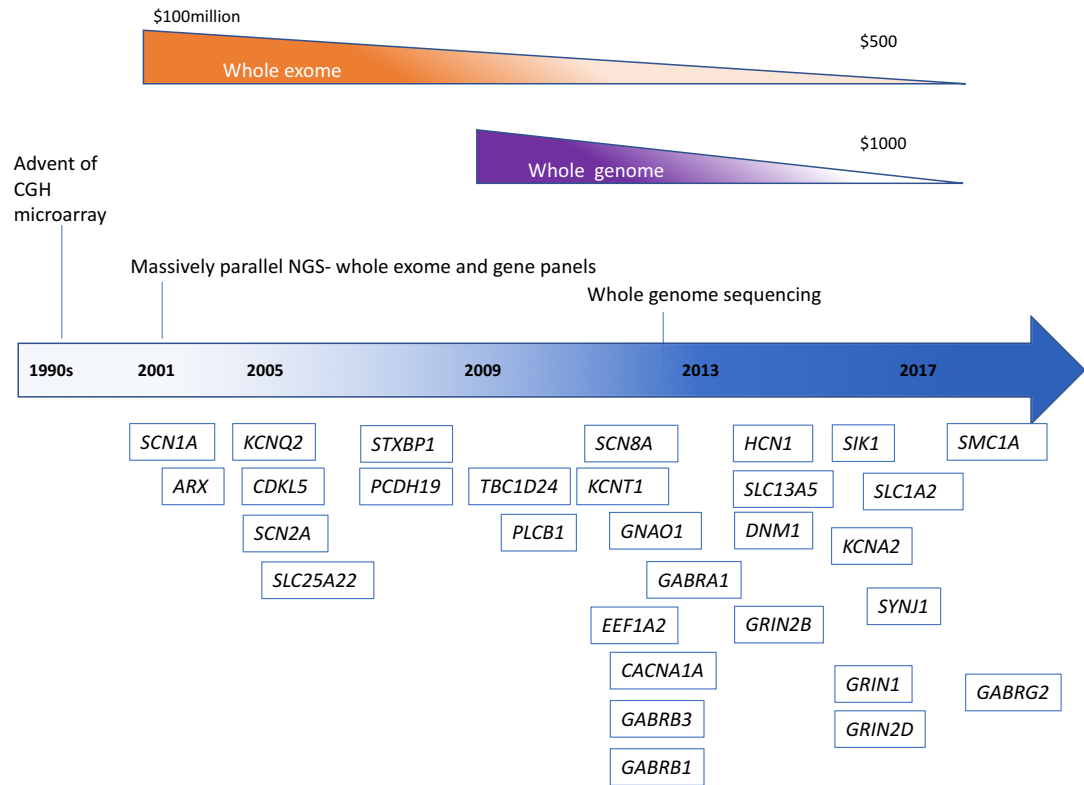 $100million
$500
Whole exome
$1000
Whole genome
Advent of
CGH
microarray
Massively parallel NGS- whole exome and gene panels
Whole genome sequencing
1990s 2001 2005 2009 2013 2017
SCN1A KCNQ2 STXBP1 SCN8A HCN1 SIK1 SMC1A
ARX CDKL5 PCDH19 TBC1D24 KCNT1 SLC13A5 SLC1A2
SCN2A PLCB1 GNAO1 DNM1 KCNA2
SLC25A22 GABRA1
SYNJ1
EEF1A2 GRIN2B
CACNA1A GRIN1 GABRG2
GABRB3 GRIN2D
GABRB1